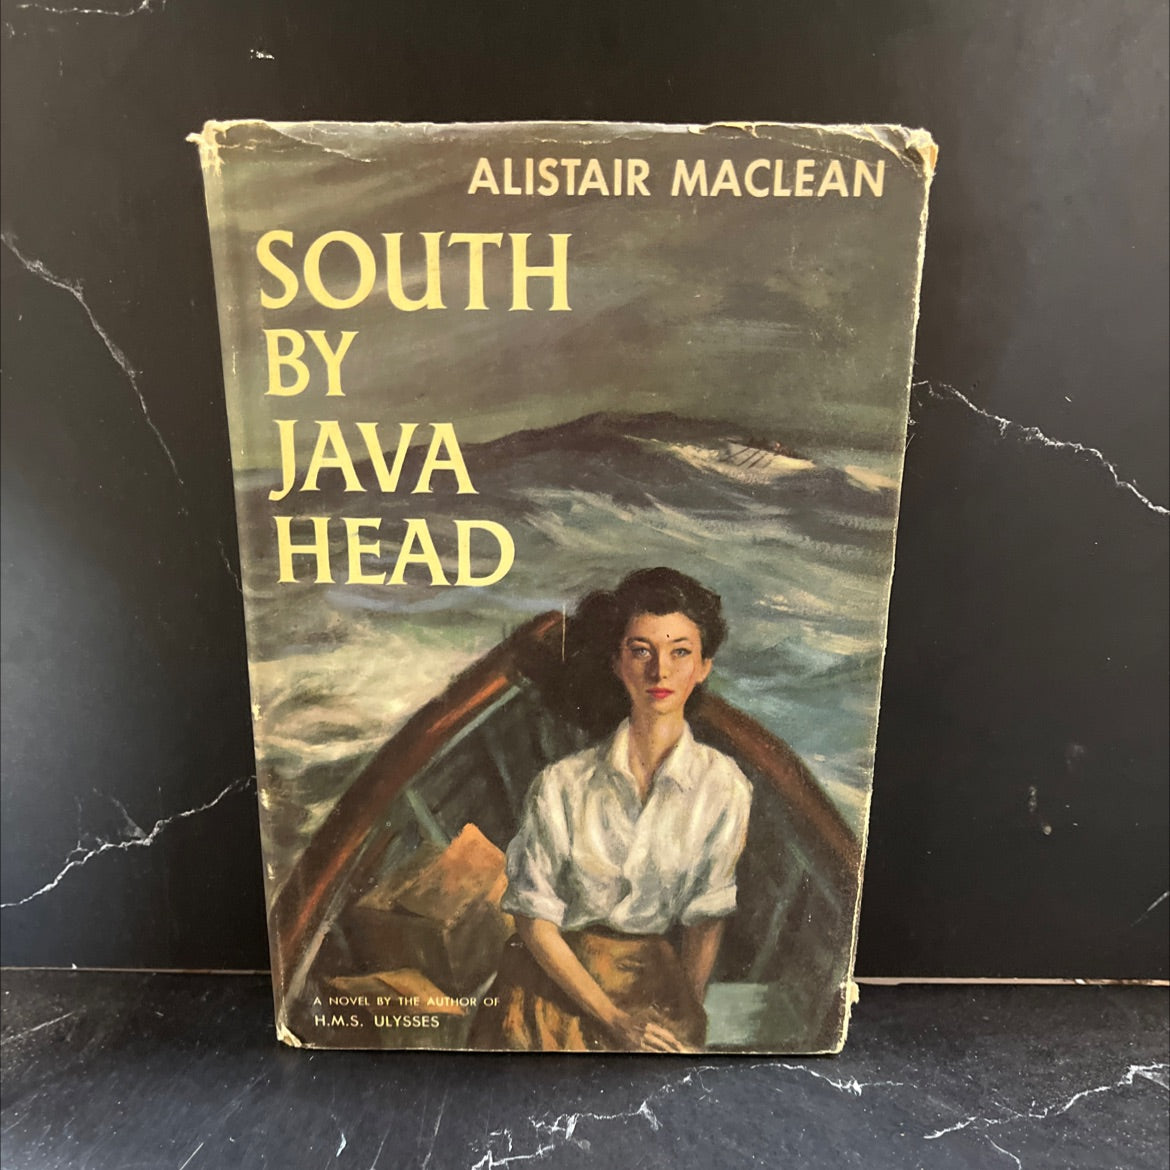 ALISTAIR MACLEAN
SOUTH
BY
JAVA
HEAD
A NOVEL BY THE AUTHOR OF
H.M.S. ULYSSES